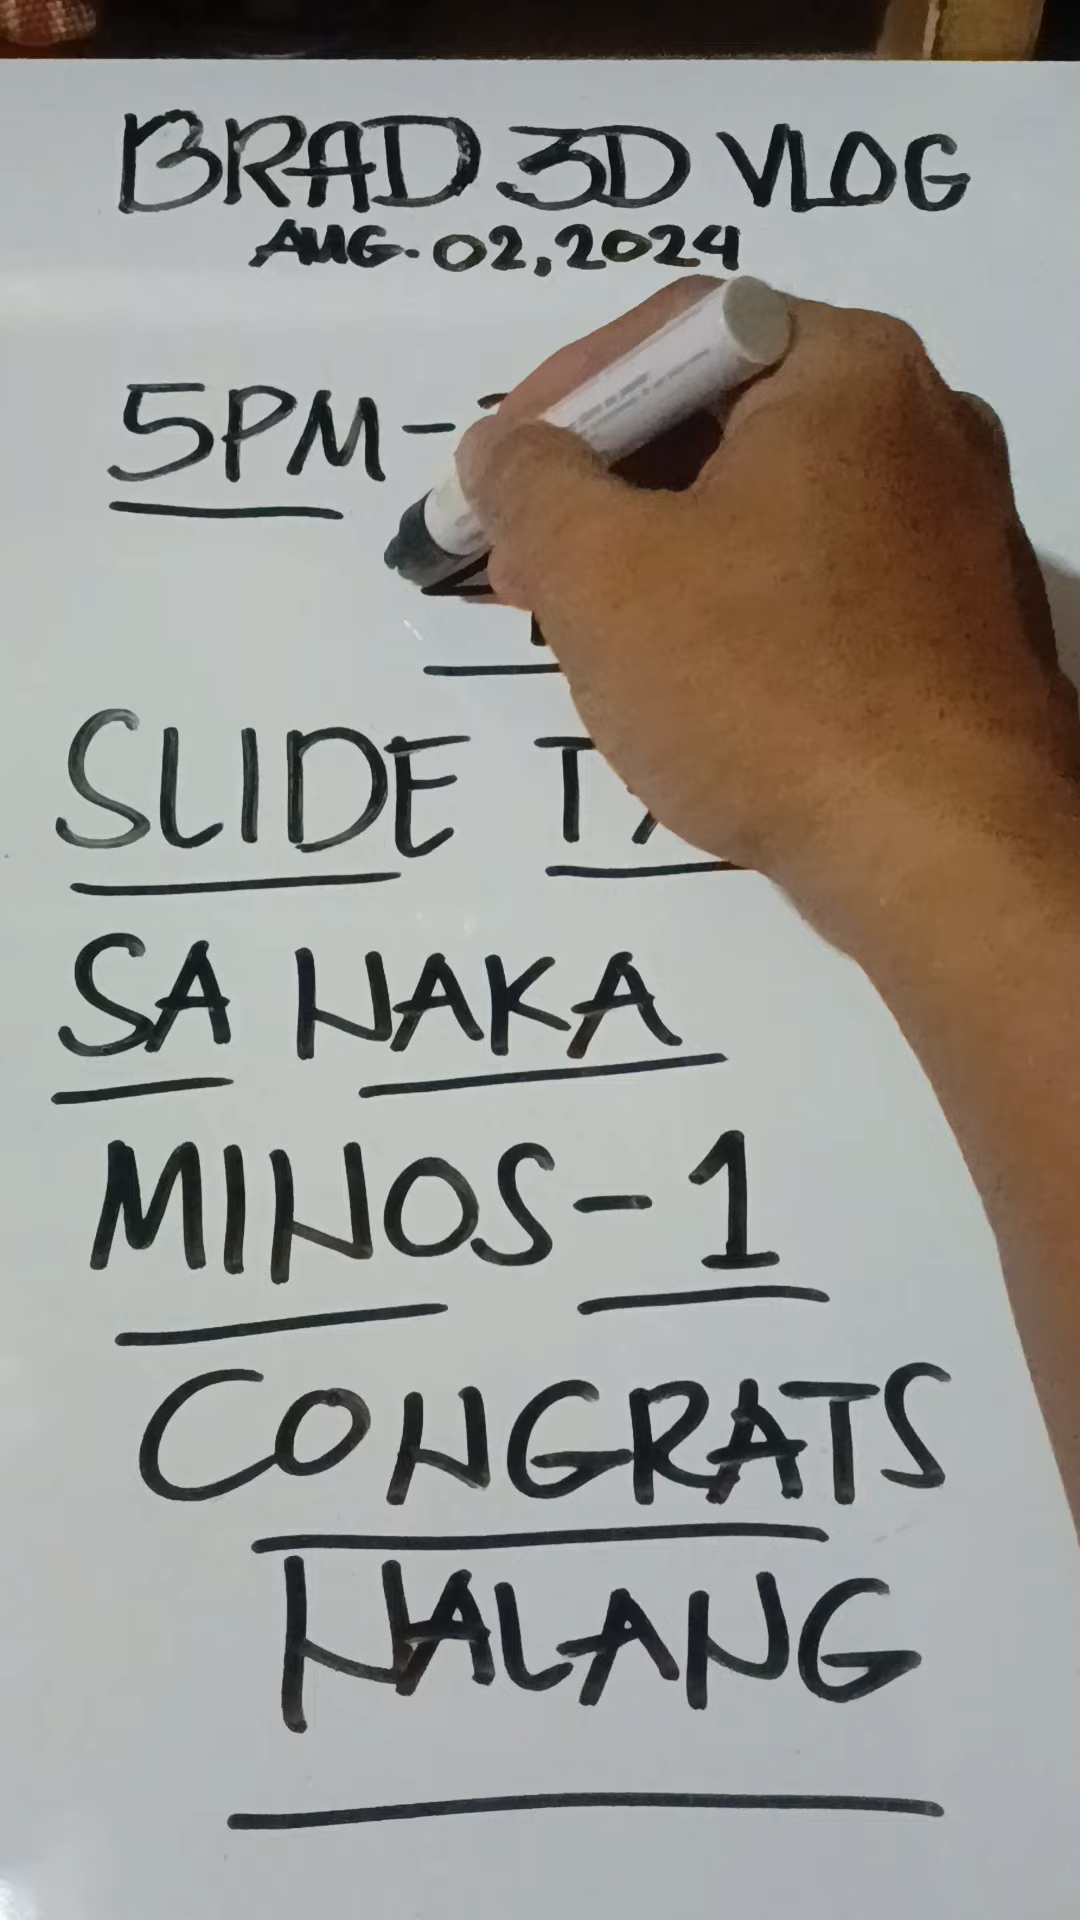 BRAD 3D VLOG
AUG. 02, 2024
5PM -
SLIDE
SA NAKA
MINOS - 1
CONGRATS
NALANG